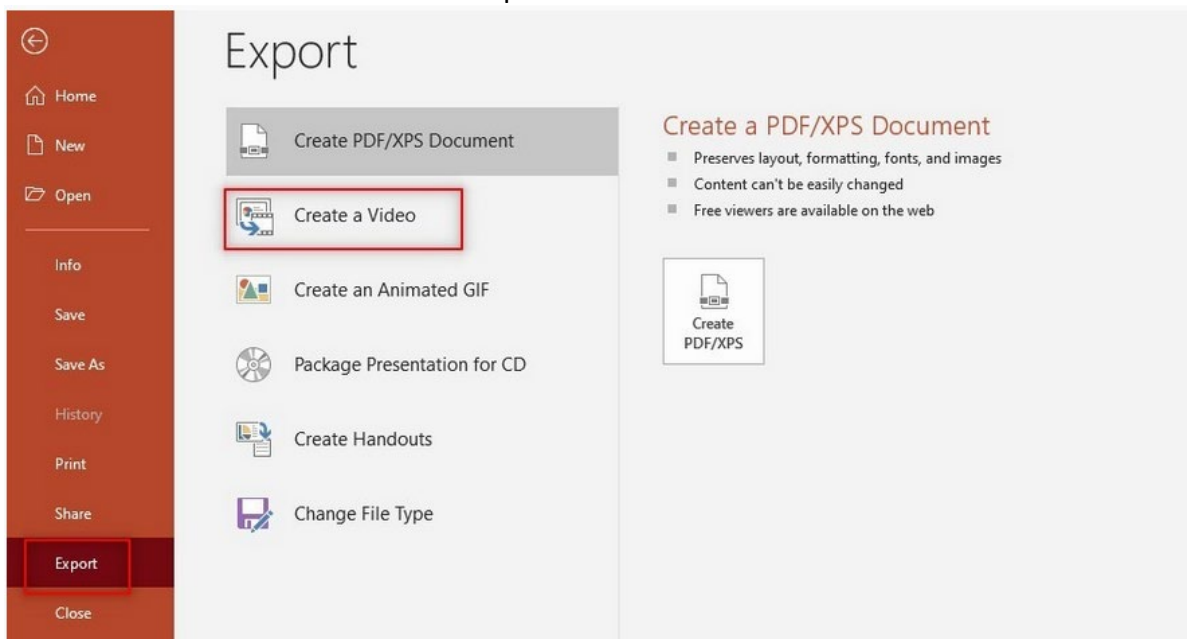 Export
Home
New
Open
Info
Save
Save As
History
Print
Share
Export
Close
Create PDF/XPS Document
Create a Video
Create an Animated GIF
Package Presentation for CD
Create Handouts
Change File Type
Create a PDF/XPS Document
Preserves layout, formatting, fonts, and images
Content can't be easily changed
Free viewers are available on the web
Create
PDF/XPS